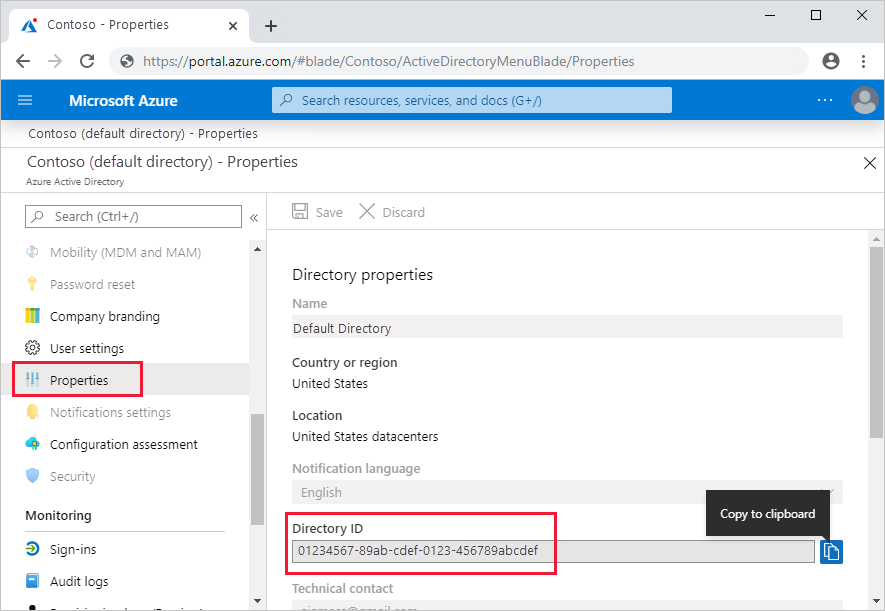 Contoso - Properties
https://portal.azure.com/#blade/Contoso/ActiveDirectoryMenuBlade/Properties
Microsoft Azure
Search resources, services, and docs (G+/)
Contoso (default directory) - Properties
Contoso (default directory) - Properties
Azure Active Directory
Search (Ctrl+/)
Mobility (MDM and MAM)
Password reset
Company branding
User settings
Properties
Notifications settings
Configuration assessment
Security
Monitoring
Sign-ins
Audit logs
Save
Discard
Directory properties
Name
Default Directory
Country or region
United States
Location
United States datacenters
Notification language
English
Copy to clipboard
Directory ID
01234567-89ab-cdef-0123-456789abcdef
Technical contact